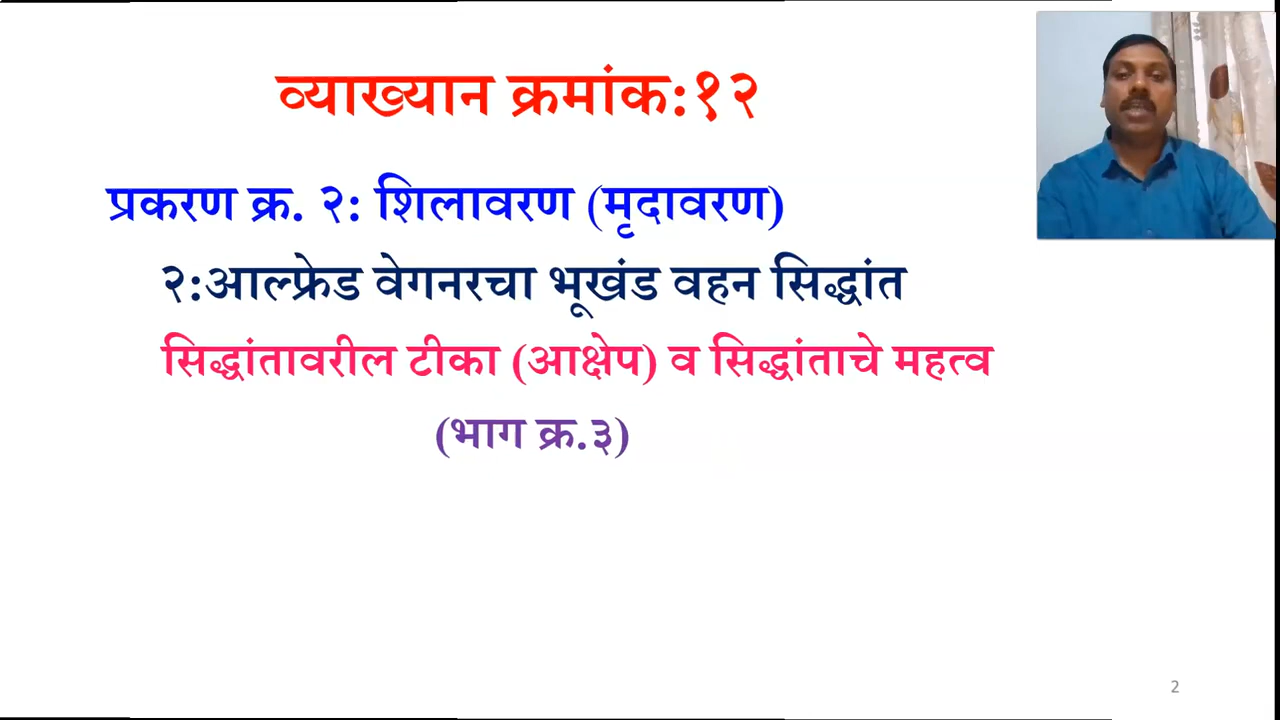 व्याख्यान क्रमांक:१२
प्रकरण क्र. २: शिलावरण (मृदावरण)
२:आल्फ्रेड वेगनरचा भूखंड वहन सिद्धांत
सिद्धांतावरील टीका (आक्षेप) व सिद्धांताचे महत्व
(भाग क्र.३)
2